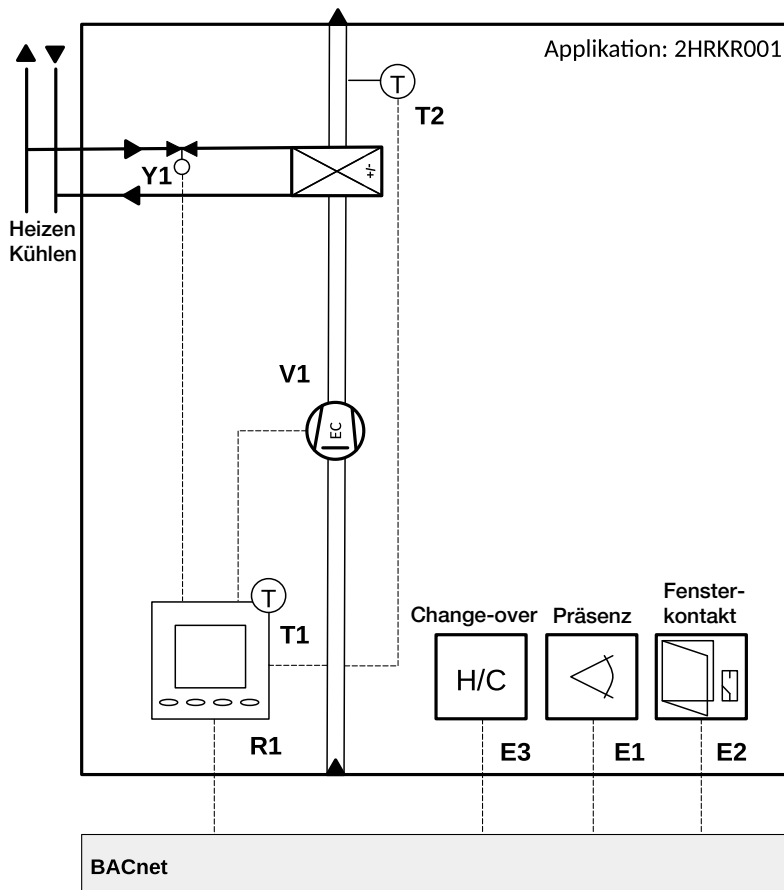 Applikation: 2HRKR001
T
T2
Y1
+/-
Heizen
Kühlen
V1
EC
T
T1
R1
Change-over
Präsenz
Fenster-
kontakt
H/C
E3
E1
E2
BACnet